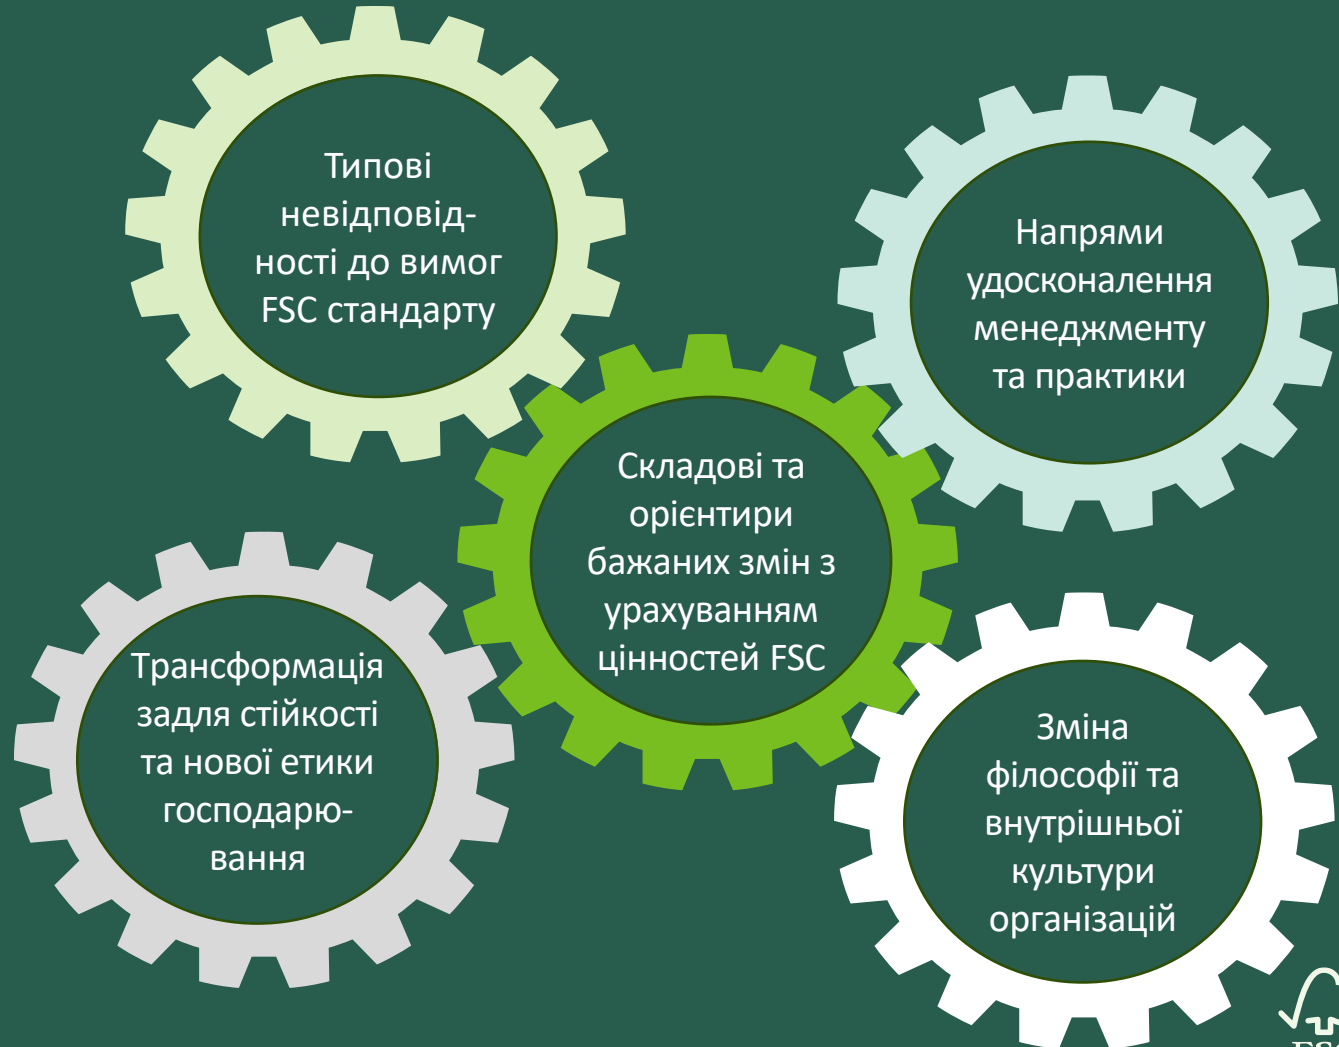 Типові
невідповід-
ності до вимог
FSC стандарту
Напрями
удосконалення
менеджменту
та практики
Складові та
орієнтири
бажаних змін з
урахуванням
цінностей FSC
Трансформація
задля стійкості
та нової етики
господарю-
вання
Зміна
філософії та
внутрішньої
культури
організацій